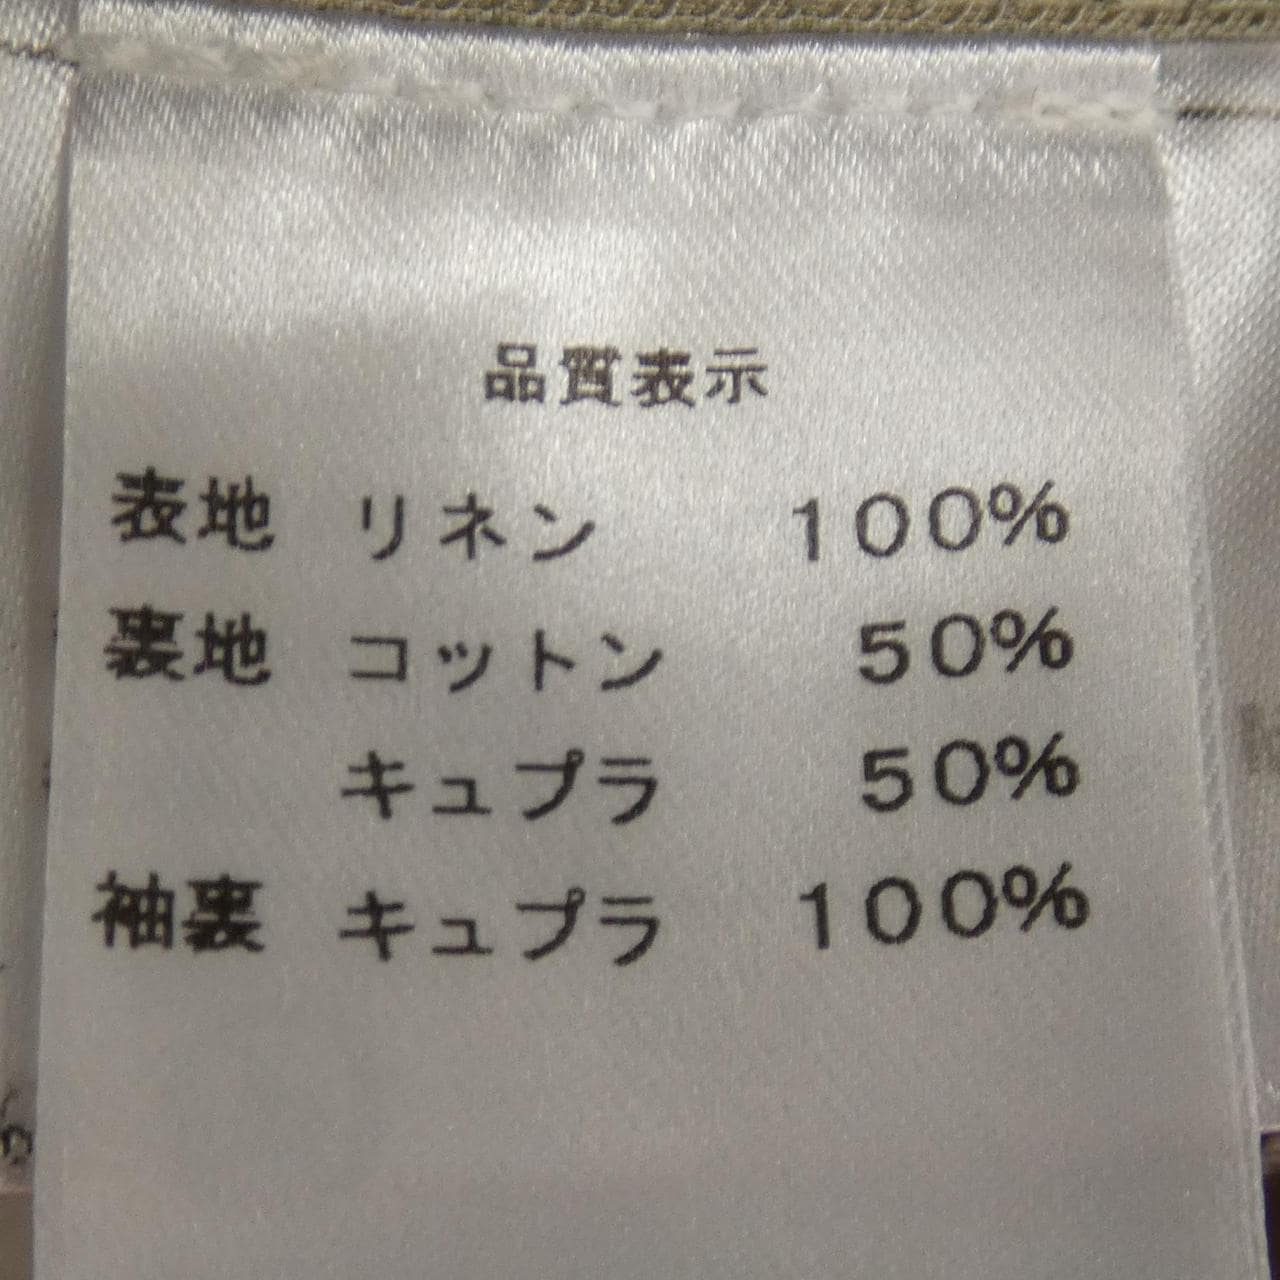 品質表示
表地 リネン 100%
裏地 コットン 50%
キュプラ 50%
袖裏 キュプラ 100%